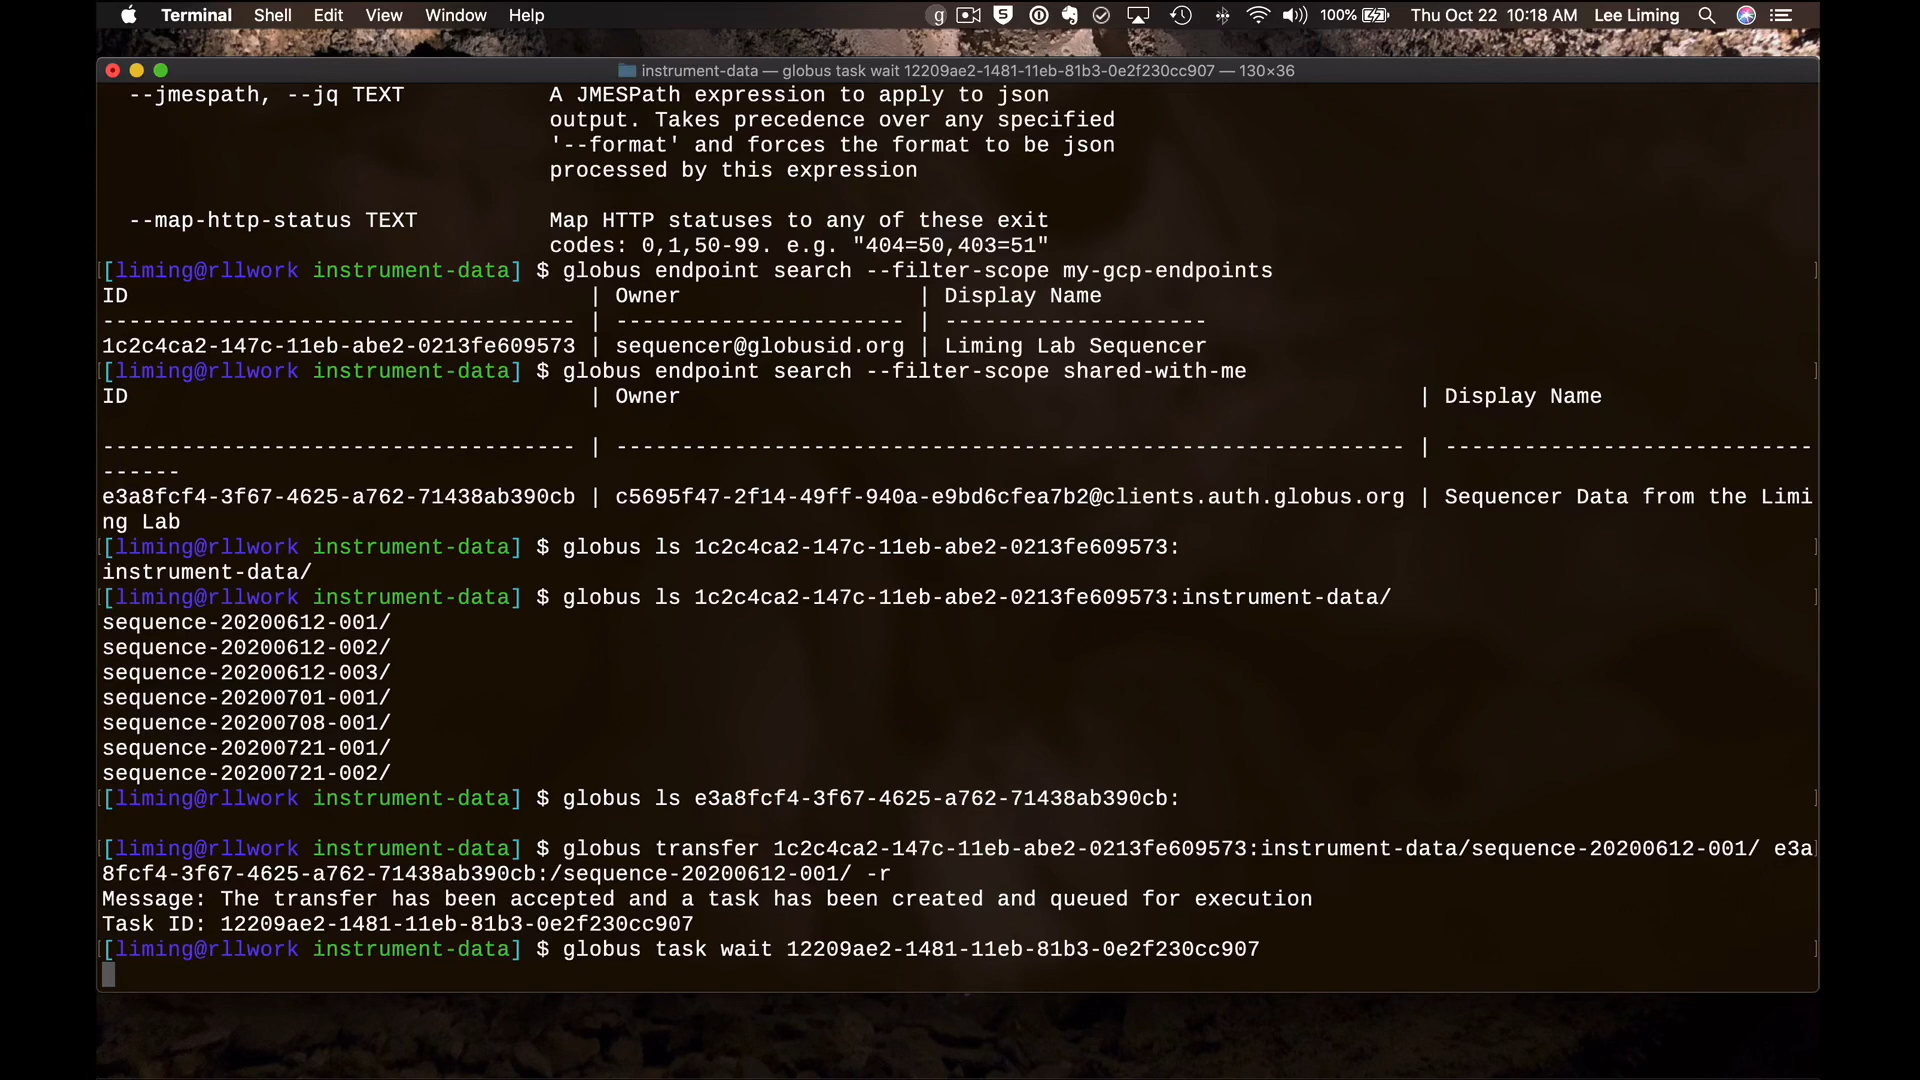 Terminal Shell Edit View Window Help 100% Thu Oct 22 10:18 AM Lee Liming
instrument-data — globus task wait 12209ae2-1481-11eb-81b3-0e2f230cc907 — 130×36
--jmespath, --jq TEXT A JMESPath expression to apply to json
output. Takes precedence over any specified
'--format' and forces the format to be json
processed by this expression
--map-http-status TEXT Map HTTP statuses to any of these exit
codes: 0,1,50-99. e.g. "404=50,403=51"
[[liming@rllwork instrument-data] $ globus endpoint search --filter-scope my-gcp-endpoints ]
ID | Owner | Display Name
------------------------------------ | ---------------------- | --------------------
1c2c4ca2-147c-11eb-abe2-0213fe609573 | sequencer@globusid.org | Liming Lab Sequencer
[[liming@rllwork instrument-data] $ globus endpoint search --filter-scope shared-with-me ]
ID | Owner | Display Name
------------------------------------ | ------------------------------------------------------------ | ----------------------------
------
e3a8fcf4-3f67-4625-a762-71438ab390cb | c5695f47-2f14-49ff-940a-e9bd6cfea7b2@clients.auth.globus.org | Sequencer Data from the Limi
ng Lab
[[liming@rllwork instrument-data] $ globus ls 1c2c4ca2-147c-11eb-abe2-0213fe609573: ]
instrument-data/
[[liming@rllwork instrument-data] $ globus ls 1c2c4ca2-147c-11eb-abe2-0213fe609573:instrument-data/ ]
sequence-20200612-001/
sequence-20200612-002/
sequence-20200612-003/
sequence-20200701-001/
sequence-20200708-001/
sequence-20200721-001/
sequence-20200721-002/
[[liming@rllwork instrument-data] $ globus ls e3a8fcf4-3f67-4625-a762-71438ab390cb: ]
[[liming@rllwork instrument-data] $ globus transfer 1c2c4ca2-147c-11eb-abe2-0213fe609573:instrument-data/sequence-20200612-001/ e3a]
8fcf4-3f67-4625-a762-71438ab390cb:/sequence-20200612-001/ -r
Message: The transfer has been accepted and a task has been created and queued for execution
Task ID: 12209ae2-1481-11eb-81b3-0e2f230cc907
[[liming@rllwork instrument-data] $ globus task wait 12209ae2-1481-11eb-81b3-0e2f230cc907 ]